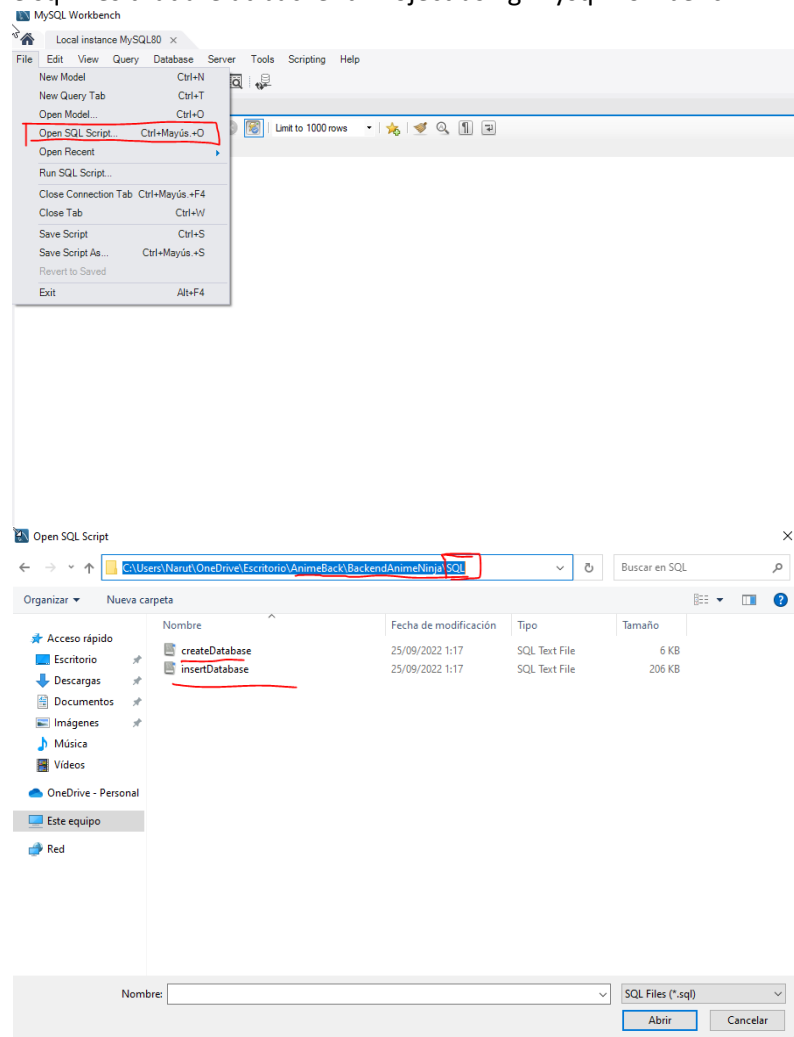 MySQL Workbench
Local instance MySQL80 ×
File Edit View Query Database Server Tools Scripting Help
New Model Ctrl+N
New Query Tab Ctrl+T
Open Model... Ctrl+O
Open SQL Script... Ctrl+Mayús.+O
Limit to 1000 rows
Open Recent
Run SQL Script...
Close Connection Tab Ctrl+Mayús.+F4
Close Tab Ctrl+W
Save Script Ctrl+S
Save Script As... Ctrl+Mayús.+S
Revert to Saved
Exit Alt+F4
Open SQL Script
C:\Users\Narut\OneDrive\Escritorio\AnimeBack\BackendAnimeNinja\SQL
Buscar en SQL
Organizar Nueva carpeta
Nombre Fecha de modificación Tipo Tamaño
createDatabase 25/09/2022 1:17 SQL Text File 6 KB
insertDatabase 25/09/2022 1:17 SQL Text File 206 KB
Acceso rápido
Escritorio
Descargas
Documentos
Imágenes
Música
Vídeos
OneDrive - Personal
Este equipo
Red
Nombre:
SQL Files (*.sql)
Abrir Cancelar